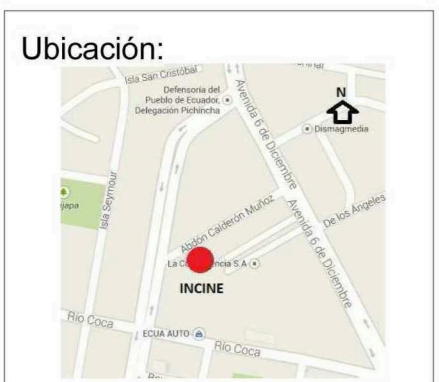 Ubicación:
Isla San Cristóbal
Defensoría del
Pueblo de Ecuador,
Delegación Pichincha
N
Avenida 6 de Diciembre
Dismagmedia
Isla Seymour
Abdón Calderón Muñoz
De los Angeles
Avenida 6 de Diciembre
S.A
INCINE
Río Coca
ECUA AUTO
Río Coca